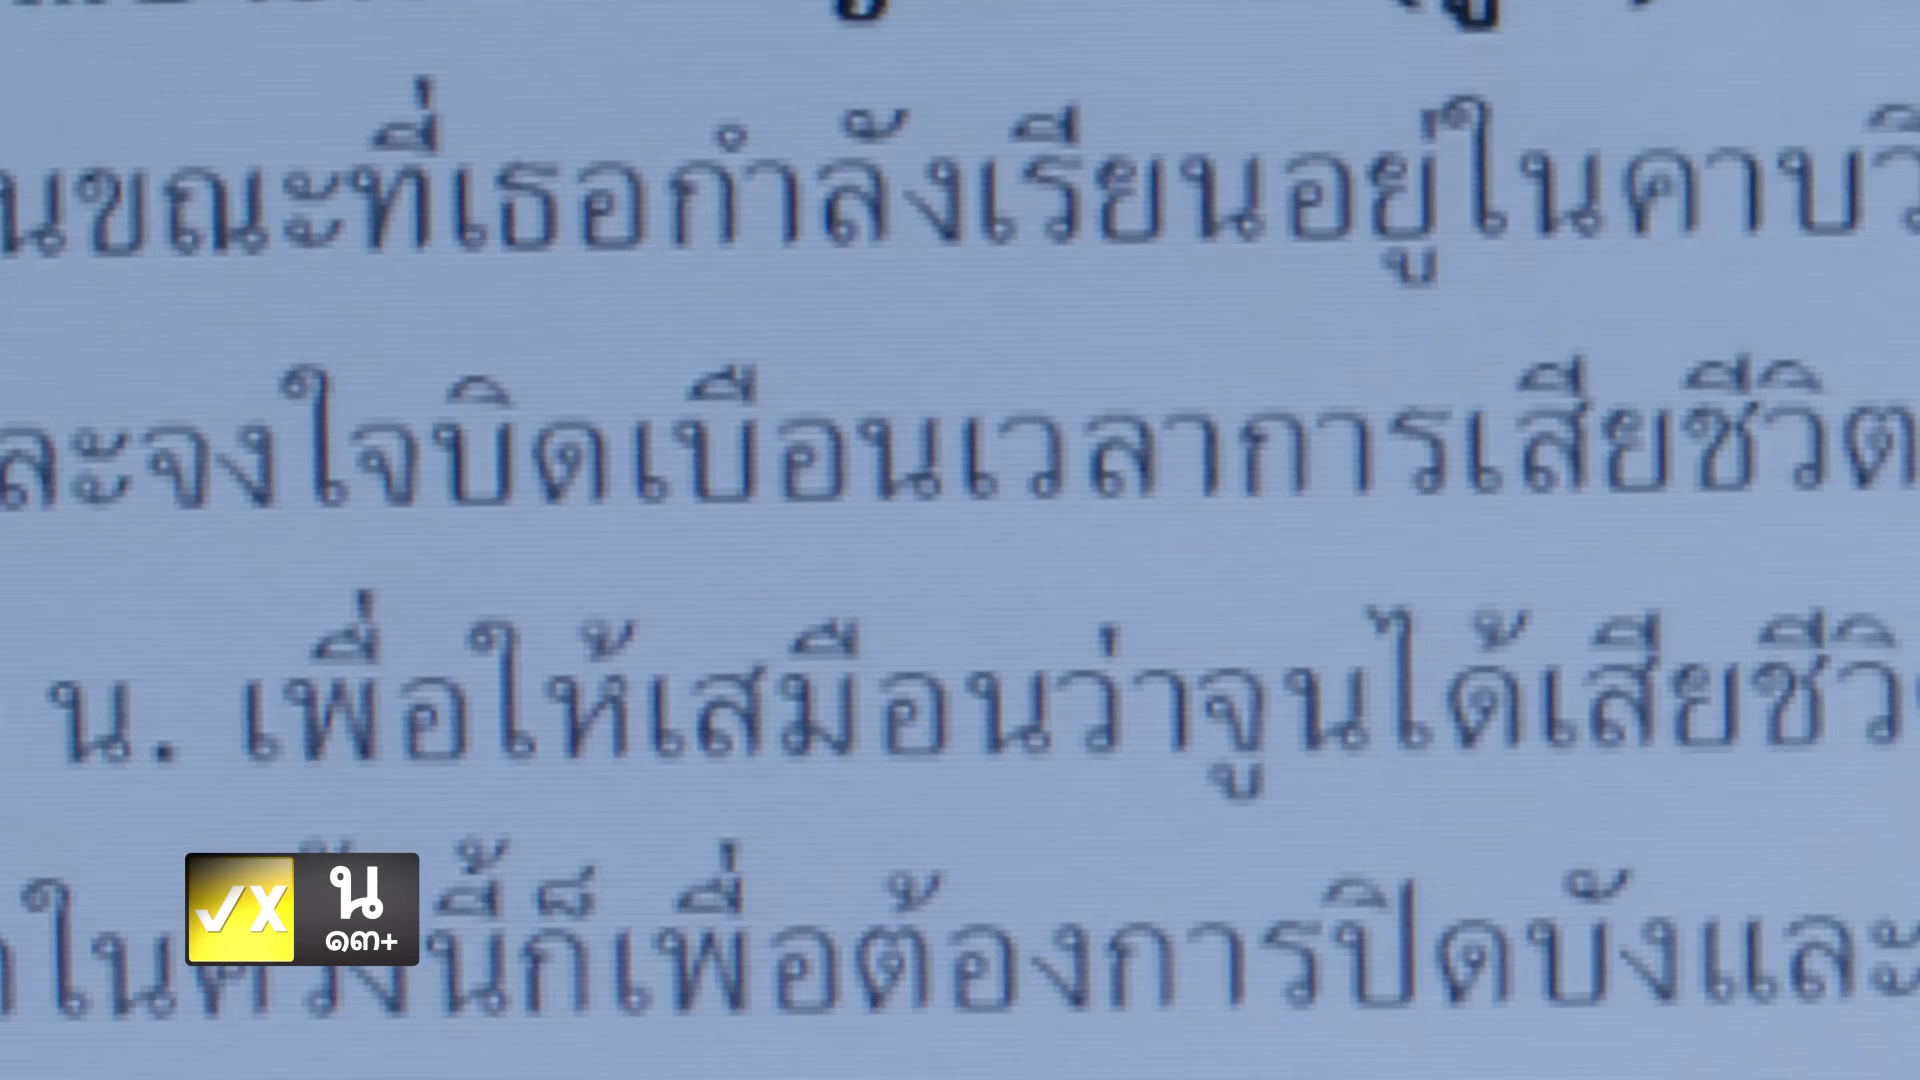 นขณะที่เธอกำลังเรียนอยู่ในคาบวิ
ละจงใจบิดเบือนเวลาการเสียชีวิต
น. เพื่อให้เสมือนว่าจูนได้เสียชีวิ
ในครั้งนี้ก็เพื่อต้องการปิดบังและ
น
๑๓+